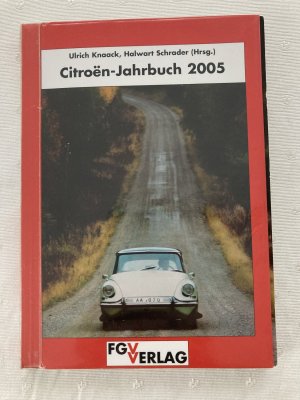 Ulrich Knaack, Halwart Schrader (Hrsg.)
Citroën-Jahrbuch 2005
FGV
VERLAG